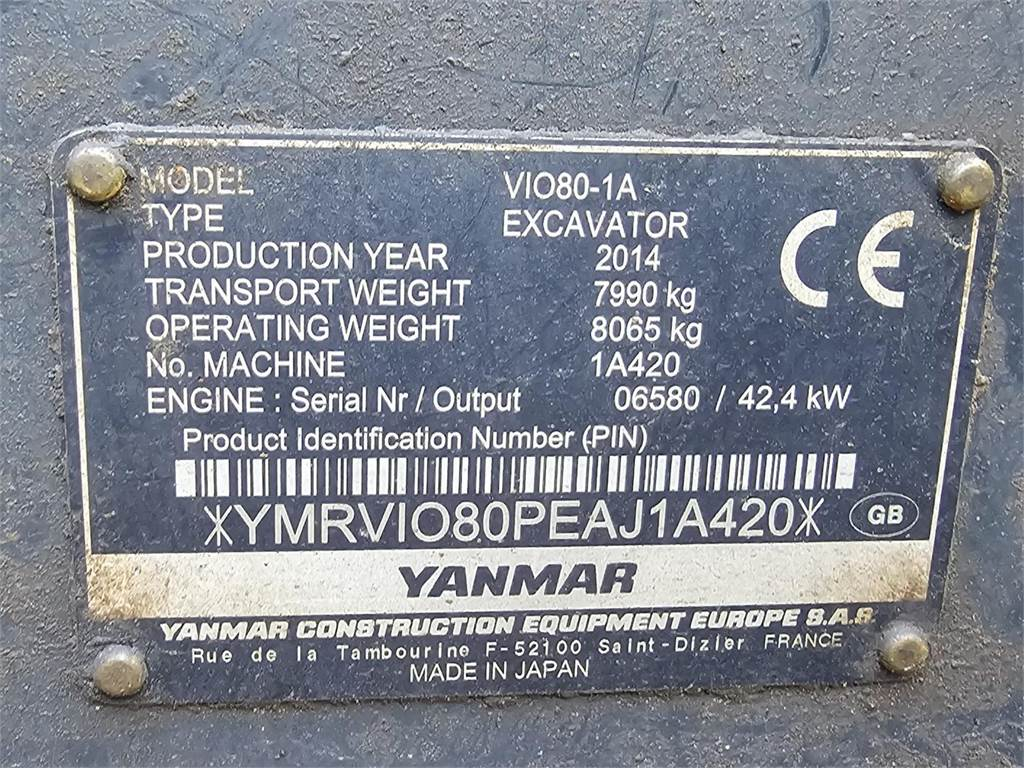 MODEL VIO80-1A
TYPE EXCAVATOR
PRODUCTION YEAR 2014
TRANSPORT WEIGHT 7990 kg
OPERATING WEIGHT 8065 kg
No. MACHINE 1A420
ENGINE : Serial Nr / Output 06580 / 42,4 kW
CE
Product Identification Number (PIN)
*YMRVIO80PEAJ1A420*
GB
YANMAR
YANMAR CONSTRUCTION EQUIPMENT EUROPE S.A.S.
Rue de la Tambourine F-52100 Saint-Dizier FRANCE
MADE IN JAPAN